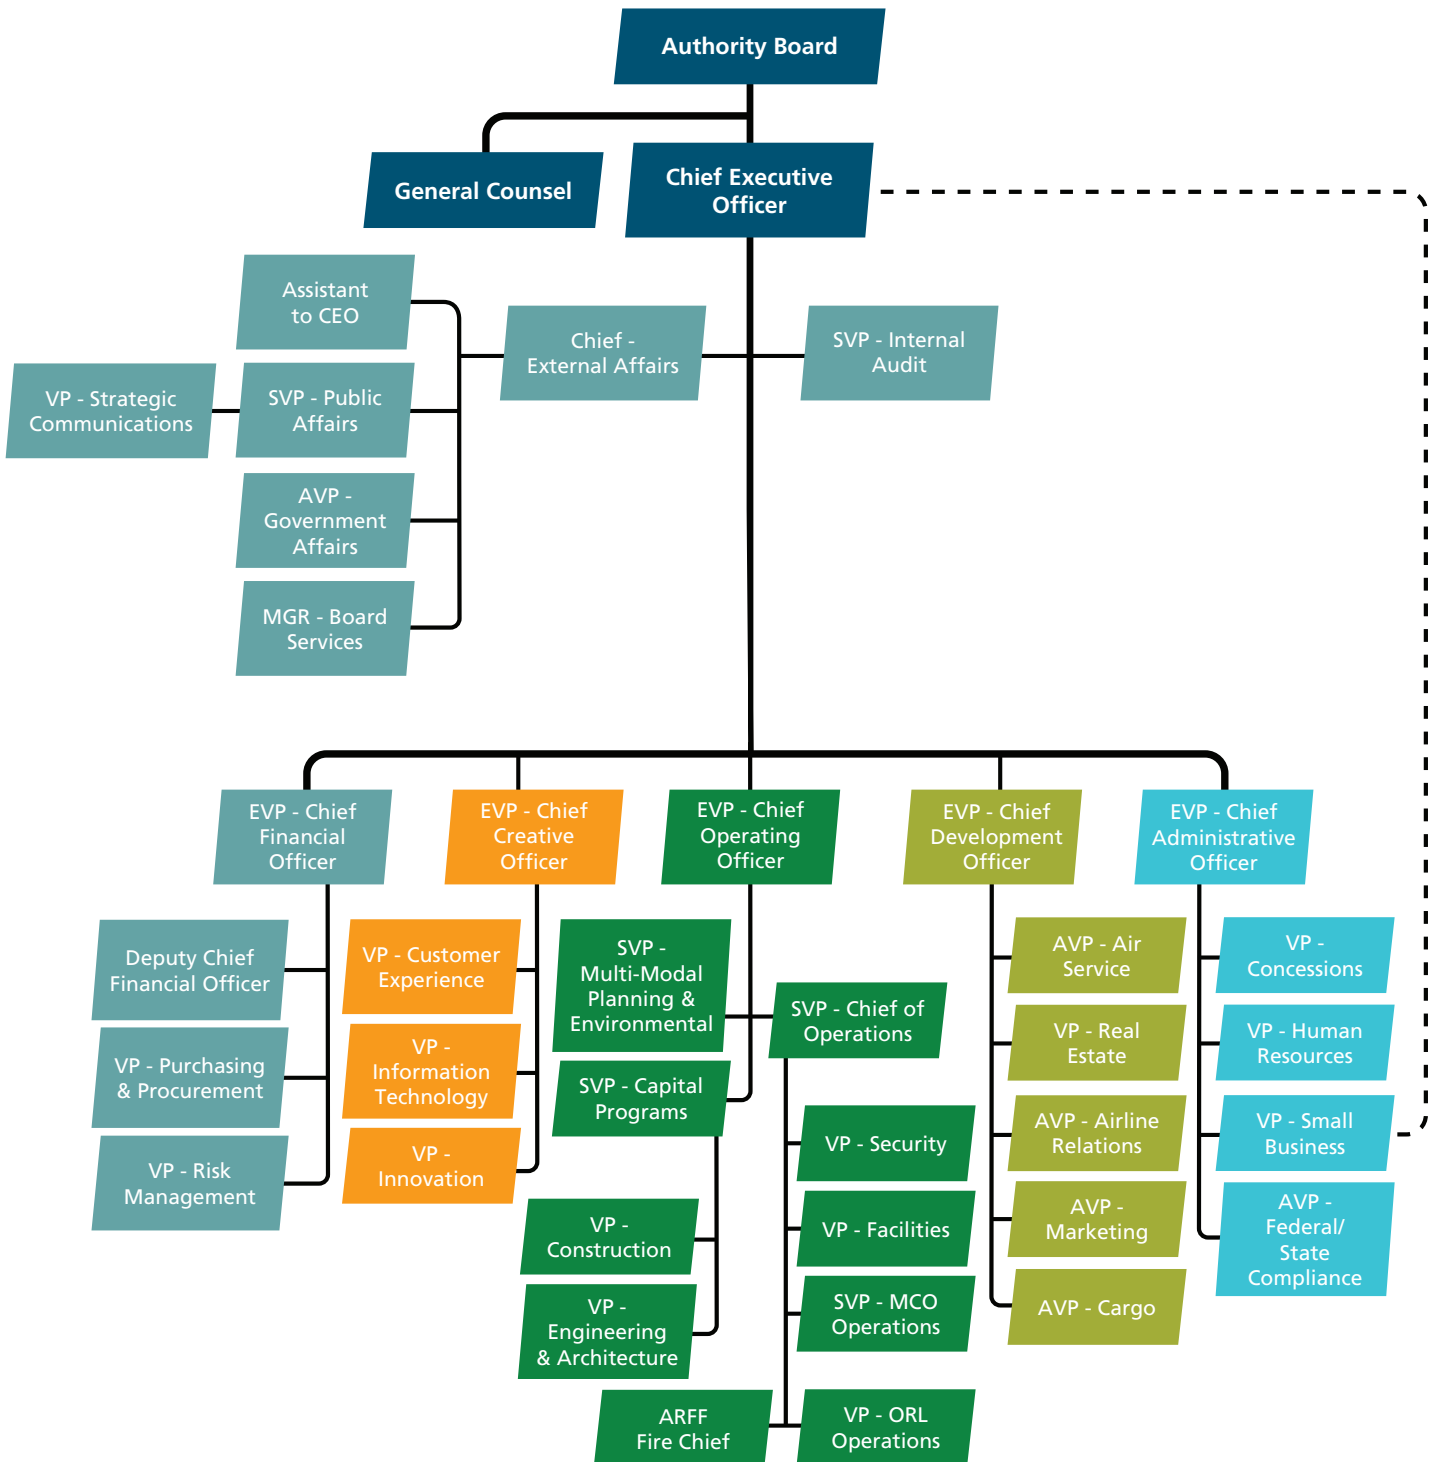 Authority Board
General Counsel
Chief Executive
Officer
Assistant
to CEO
Chief -
External Affairs
SVP - Internal
Audit
VP - Strategic
Communications
SVP - Public
Affairs
AVP -
Government
Affairs
MGR - Board
Services
EVP - Chief
Financial
Officer
EVP - Chief
Creative
Officer
EVP - Chief
Operating
Officer
EVP - Chief
Development
Officer
EVP - Chief
Administrative
Officer
Deputy Chief
Financial Officer
VP - Purchasing
& Procurement
VP - Risk
Management
VP - Customer
Experience
VP -
Information
Technology
VP -
Innovation
SVP -
Multi-Modal
Planning &
Environmental
SVP - Chief of
Operations
SVP - Capital
Programs
VP -
Construction
VP -
Engineering
& Architecture
VP - Security
VP - Facilities
SVP - MCO
Operations
ARFF
Fire Chief
VP - ORL
Operations
AVP - Air
Service
VP - Real
Estate
AVP - Airline
Relations
AVP -
Marketing
AVP - Cargo
VP -
Concessions
VP - Human
Resources
VP - Small
Business
AVP -
Federal/
State
Compliance